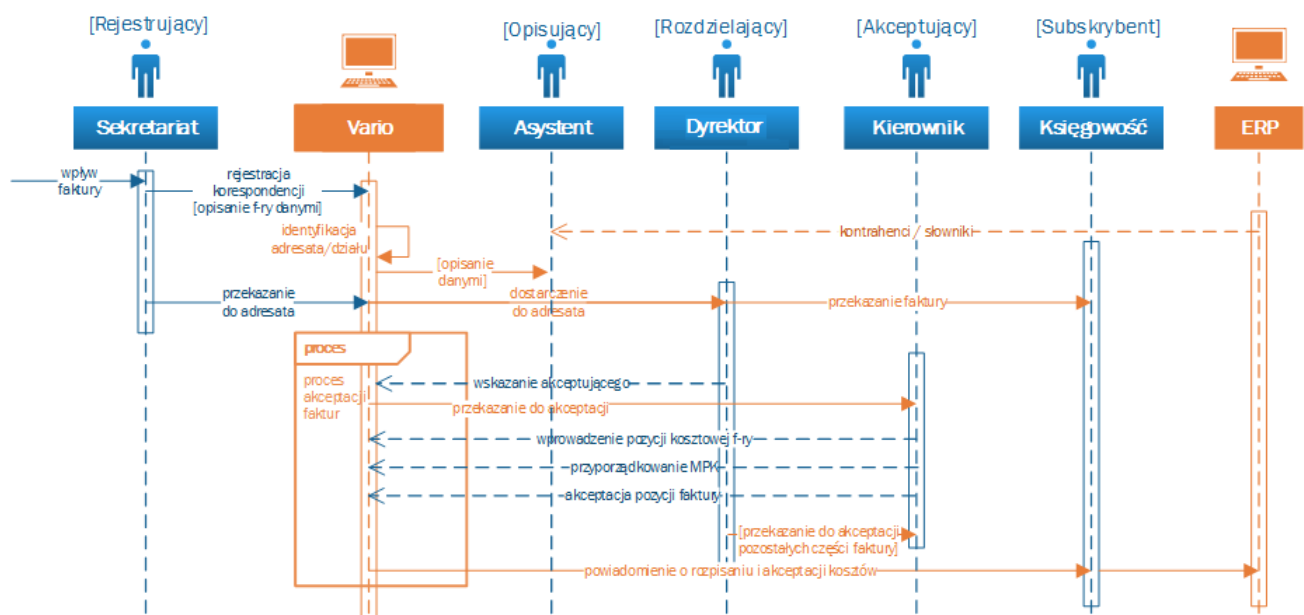 [Rejestrujący]
[Opisujący]
[Rozdzielający]
[Akceptujący]
[Subskrybent]
Sekretariat
Vario
Asystent
Dyrektor
Kierownik
Księgowość
ERP
wpływ
faktury
rejestracja
korespondencji
[opisanie f-ry danymi]
identyfikacja
adresata/działu
kontrahenci / słowniki
[opisanie
danymi]
przekazanie
do adresata
dostarczenie
do adresata
przekazanie faktury
proces
proces
akceptacji
faktur
wskazanie akceptującego
przekazanie do akceptacji
wprowadzenie pozycji kosztowej f-ry
przyporządkowanie MPK
akceptacja pozycji faktury
[przekazanie do akceptacji
pozostałych części faktury]
powiadomienie o rozpisaniu i akceptacji kosztów